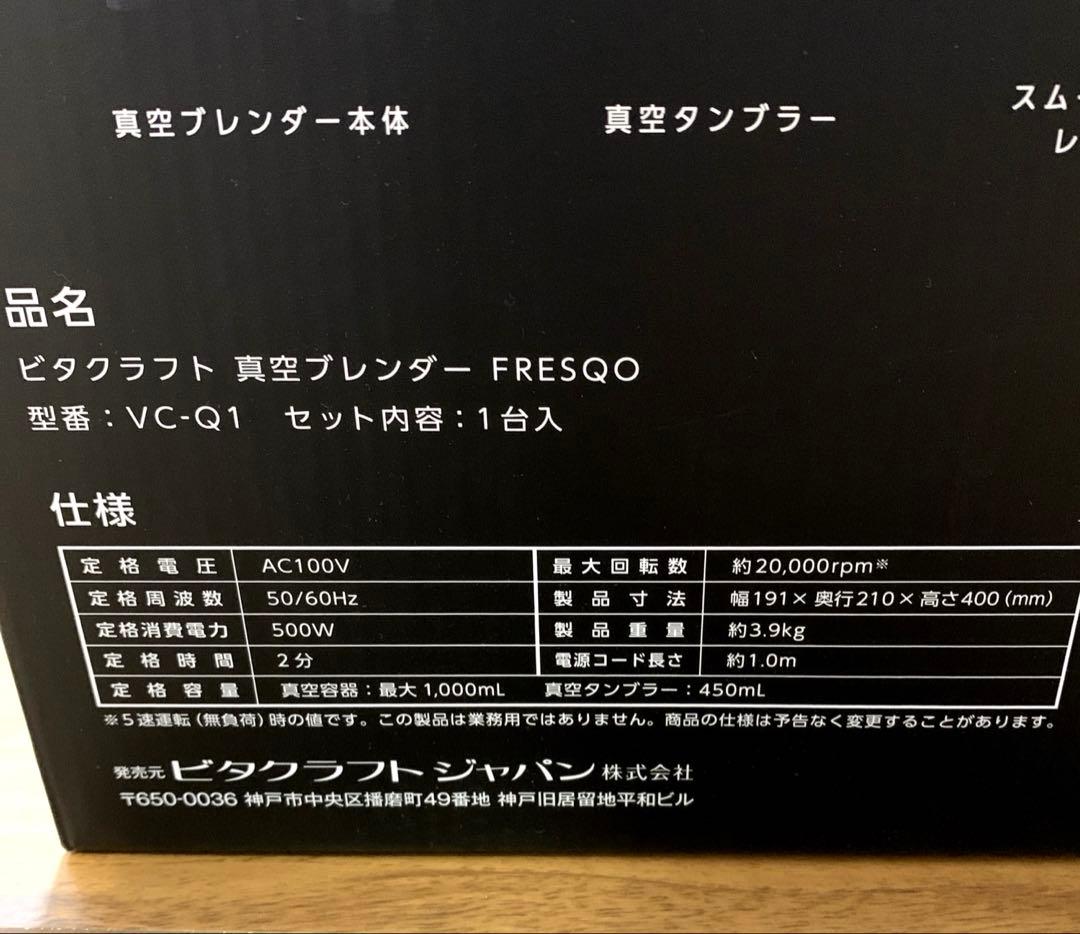 真空ブレンダー本体
真空タンブラー
スム
レ
品名
ビタクラフト 真空ブレンダー FRESQO
型番：VC-Q1 セット内容：1台入
仕様
定格電圧 AC100V 最大回転数 約20,000rpm※
定格周波数 50/60Hz 製品寸法 幅191×奥行210×高さ400（mm）
定格消費電力 500W 製品重量 約3.9kg
定格時間 2分 電源コード長さ 約1.0m
定格容量 真空容器：最大1,000mL 真空タンブラー：450mL
※5速運転（無負荷）時の値です。この製品は業務用ではありません。商品の仕様は予告なく変更することがあります。
発売元 ビタクラフト ジャパン 株式会社
〒650-0036 神戸市中央区播磨町49番地 神戸旧居留地平和ビル